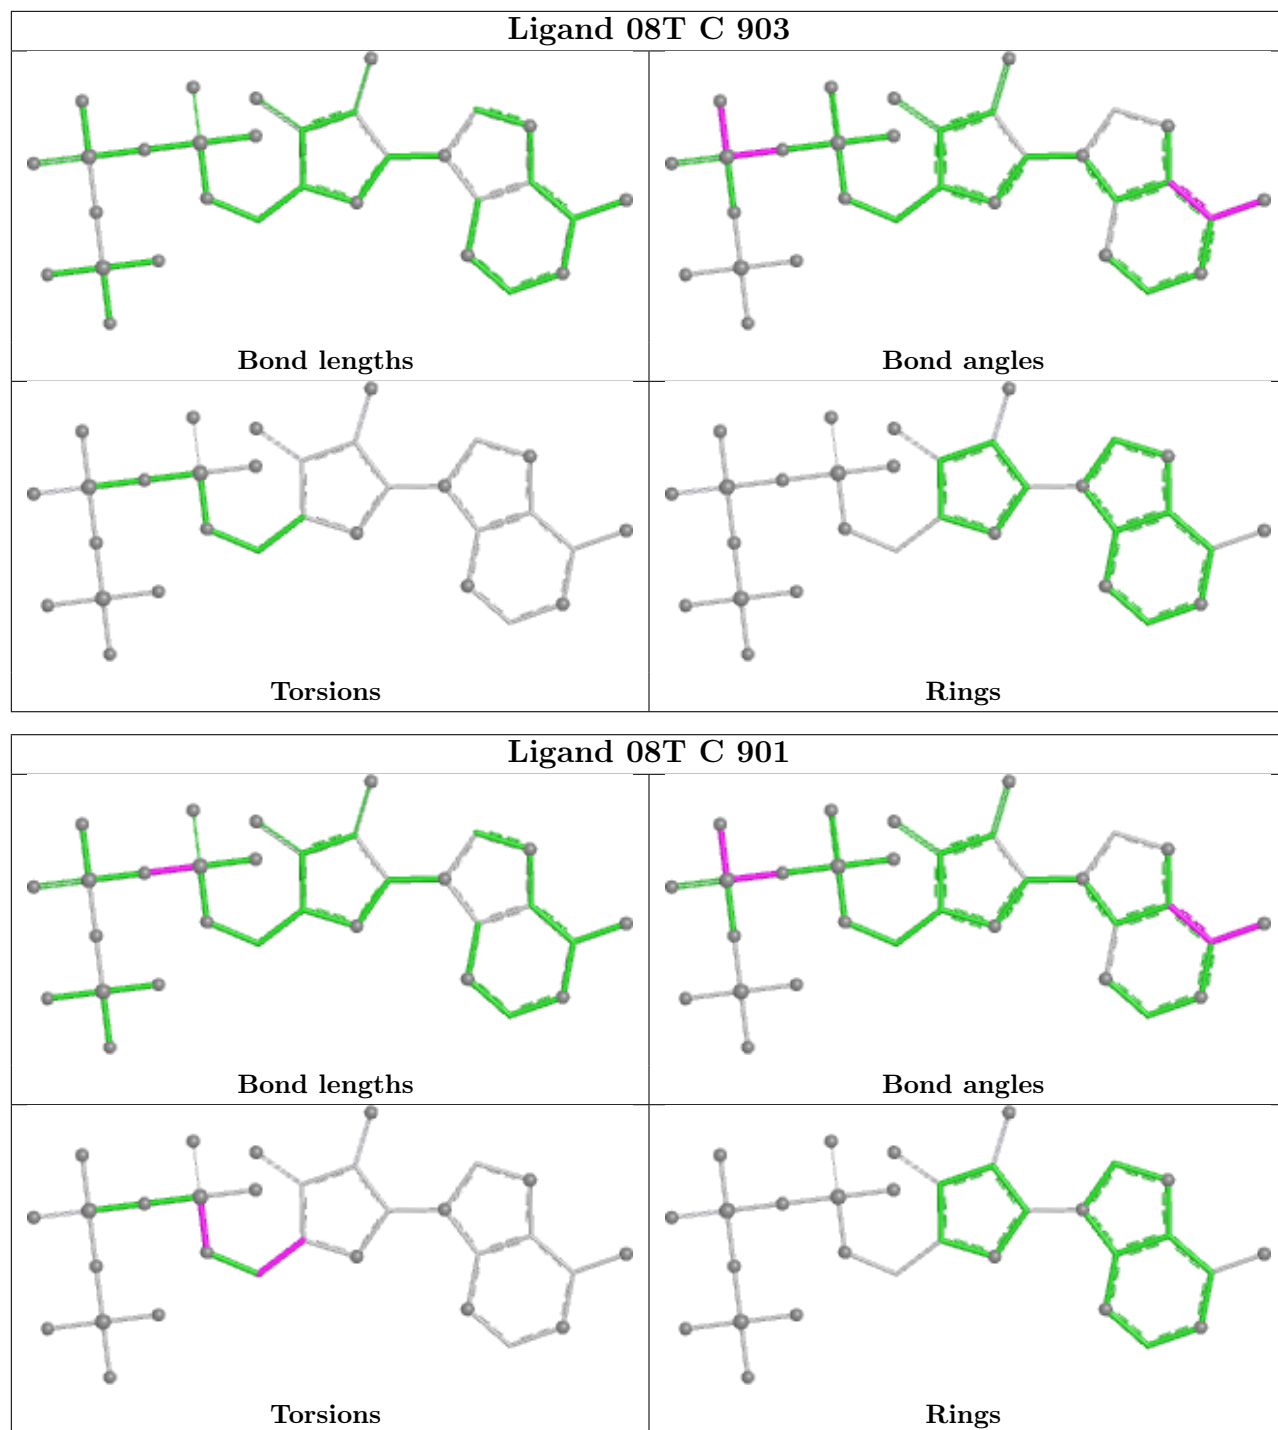 Ligand 08T C 903
Bond lengths
Bond angles
Torsions
Rings
Ligand 08T C 901
Bond lengths
Bond angles
Torsions
Rings